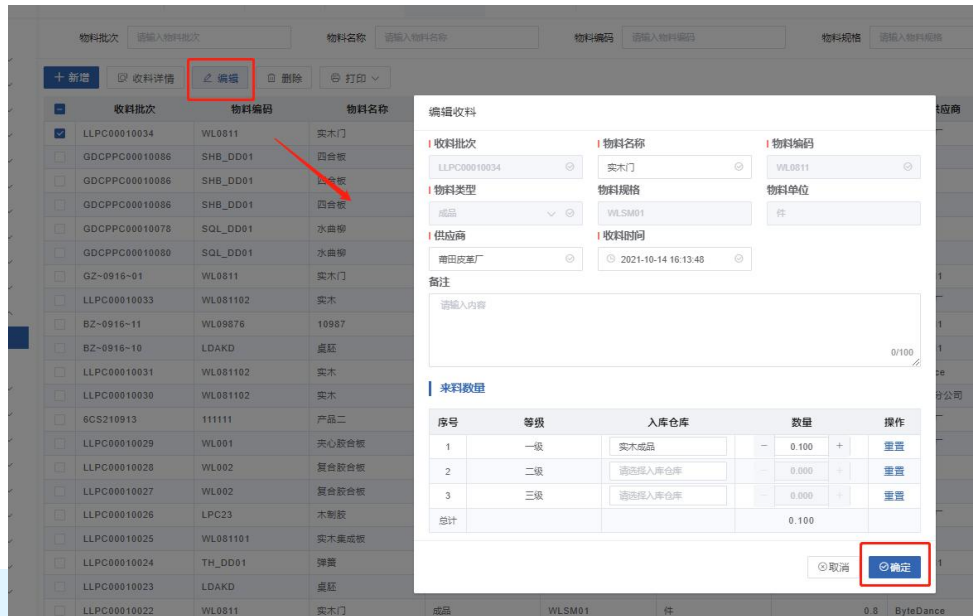 物料批次 请输入物料批次 物料名称 请输入物料名称 物料编码 请输入物料编码 物料规格 请输入物料规格
新增 收料详情 编辑 删除 打印
收料批次 物料编码 物料名称 供应商
LLPC00010034 WL0811 实木门
GDCPPC00010086 SHB_DD01 四合板
GDCPPC00010086 SHB_DD01 四合板
GDCPPC00010086 SHB_DD01 四合板
GDCPPC00010078 SQL_DD01 水曲柳
GDCPPC00010080 SQL_DD01 水曲柳
GZ~0916~01 WL0811 实木门 1
LLPC00010033 WL081102 实木
BZ~0916~11 WL09876 10987 1
BZ~0916~10 LDAKD 桌胚 1
LLPC00010031 WL081102 实木 ce
LLPC00010030 WL081102 实木 分公司
6CS210913 111111 产品二
LLPC00010029 WL001 夹心胶合板
LLPC00010028 WL002 复合胶合板
LLPC00010027 WL002 复合胶合板
LLPC00010026 LPC23 木制胶
LLPC00010025 WL081101 实木集成板
LLPC00010024 TH_DD01 弹簧 1
LLPC00010023 LDAKD 桌胚
LLPC00010022 WL0811 实木门 成品 WLSM01 件 0.8 ByteDance
编辑收料
收料批次 物料名称 物料编码
LLPC00010034 实木门 WL0811
物料类型 物料规格 物料单位
成品 WLSM01 件
供应商 收料时间
莆田皮革厂 2021-10-14 16:13:48
备注
请输入内容
0/100
来料数量
序号 等级 入库仓库 数量 操作
1 一级 实木成品 - 0.100 + 重置
2 二级 请选择入库仓库 - 0.000 + 重置
3 三级 请选择入库仓库 - 0.000 + 重置
总计 0.100
取消 确定